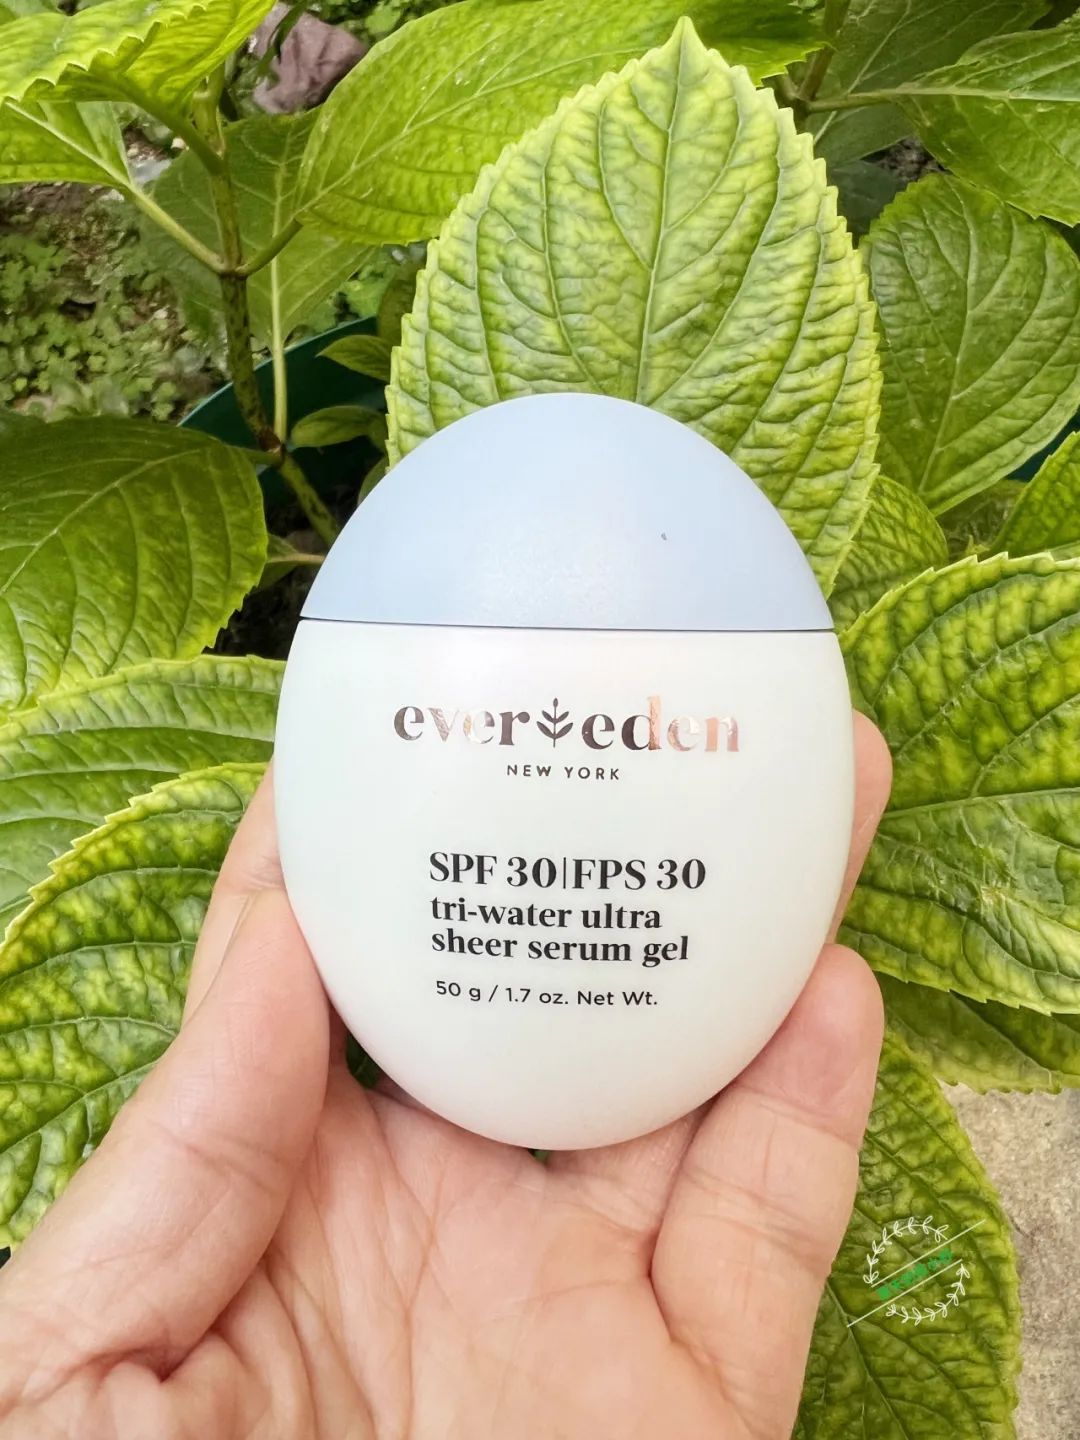 ever eden
NEW YORK
SPF 30|FPS 30
tri-water ultra
sheer serum gel
50 g / 1.7 oz. Net Wt.